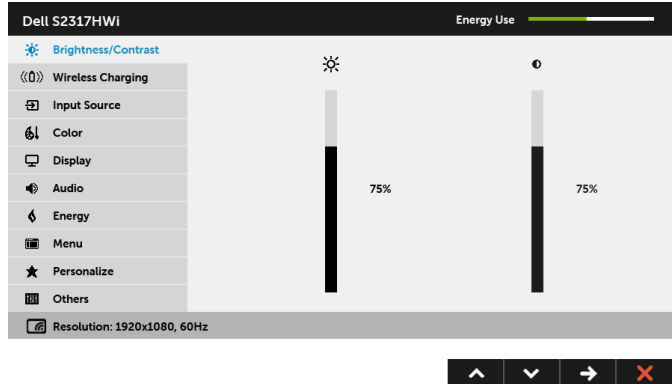 Dell S2317HWi
Energy Use
Brightness/Contrast
Wireless Charging
Input Source
Color
Display
Audio
Energy
Menu
Personalize
Others
75%
75%
Resolution: 1920x1080, 60Hz